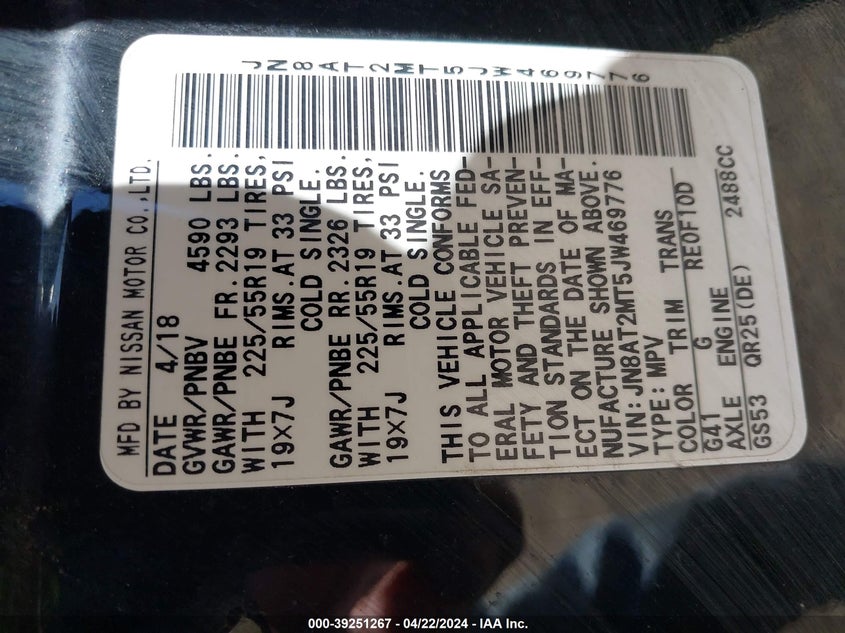 JN8AT2MT5JW469776
MFD BY NISSAN MOTOR CO.,LTD.
DATE 4/18
GVWR/PNBV 4590 LBS.
GAWR/PNBE FR. 2293 LBS.
WITH 225/55R19 TIRES,
19×7J RIMS.AT 33 PSI
COLD SINGLE.
GAWR/PNBE RR. 2326 LBS.
WITH 225/55R19 TIRES,
19×7J RIMS.AT 33 PSI
COLD SINGLE.
THIS VEHICLE CONFORMS
TO ALL APPLICABLE FED-
ERAL MOTOR VEHICLE SA-
FETY AND THEFT PREVEN-
TION STANDARDS IN EFF-
ECT ON THE DATE OF MA-
NUFACTURE SHOWN ABOVE.
VIN:JN8AT2MT5JW469776
TYPE:MPV
COLOR TRIM TRANS
G41 G RE0F10D
AXLE ENGINE
GS53 QR25(DE) 2488CC
000-39251267 - 04/22/2024 - IAA Inc.